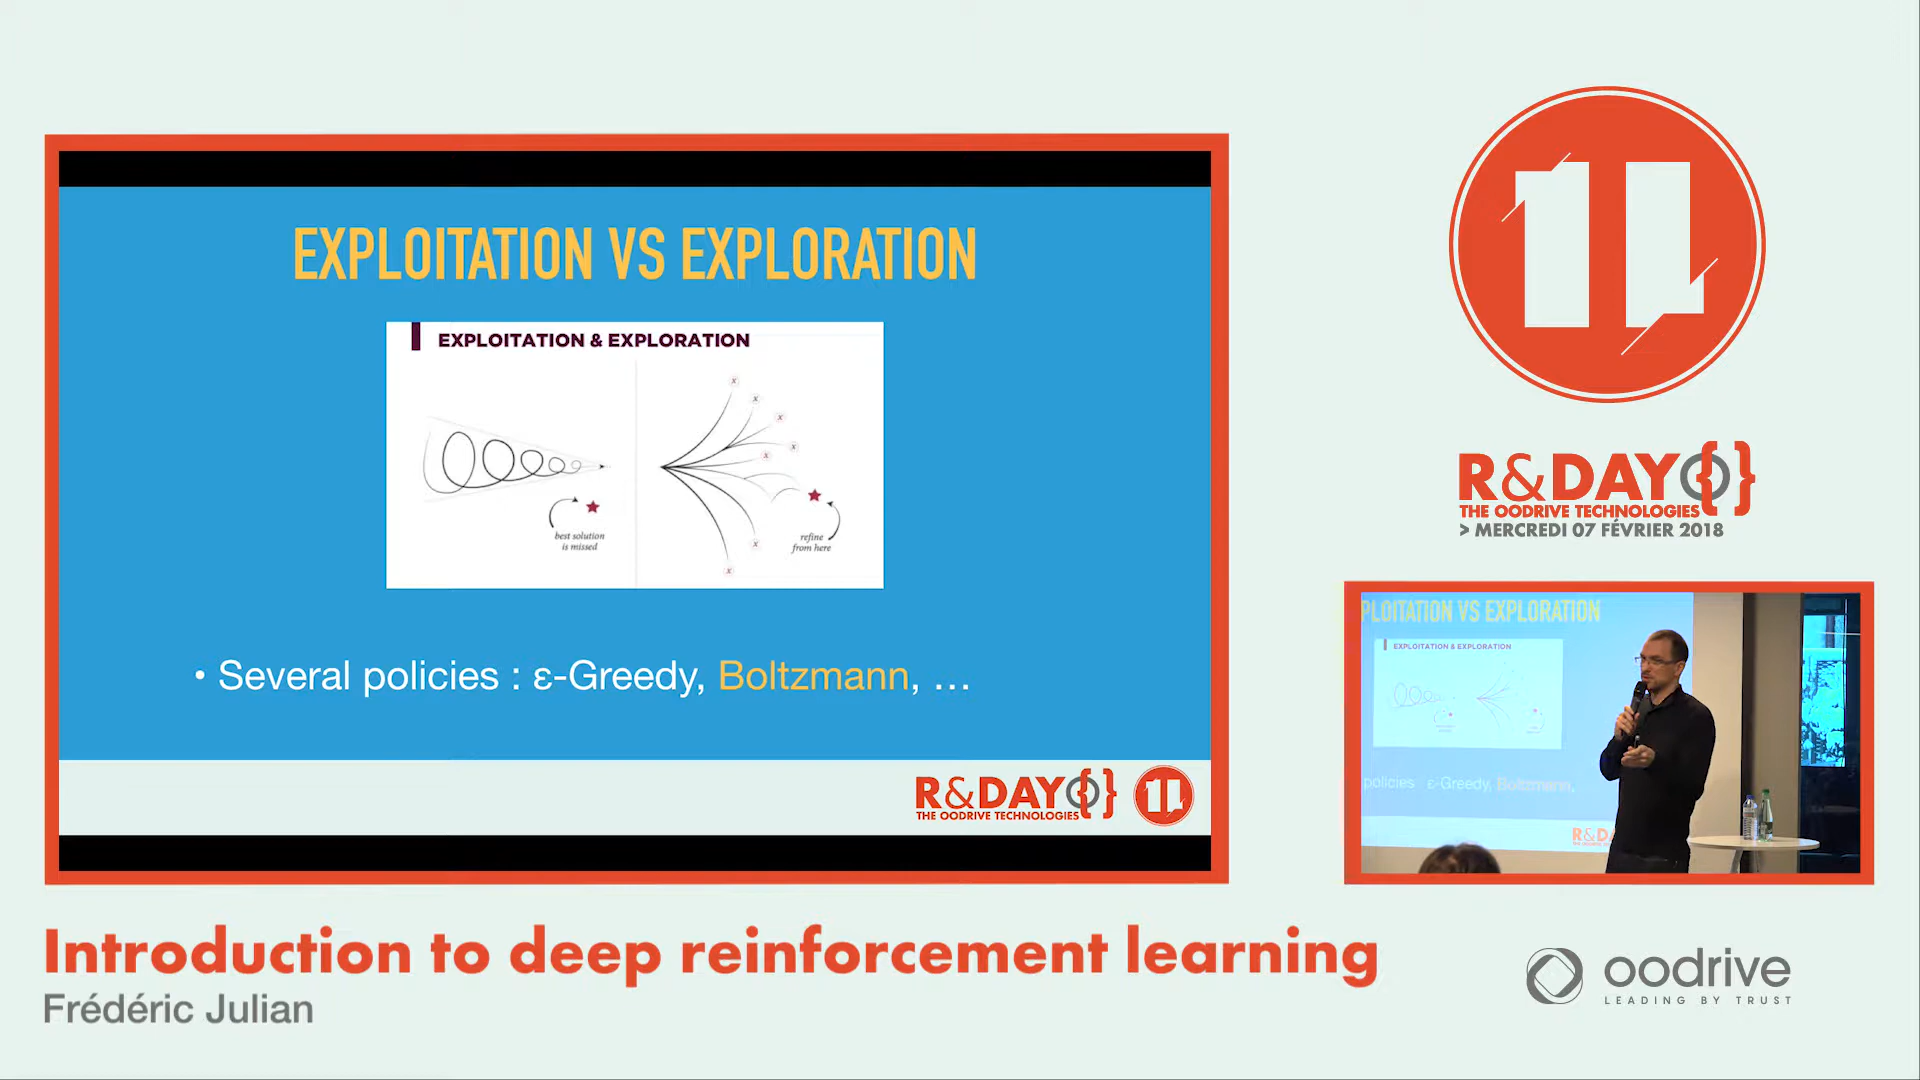 EXPLOITATION VS EXPLORATION
EXPLOITATION & EXPLORATION
x
x
x
x
x
x
x
best solution
is missed
refine
from here
• Several policies : ε-Greedy, Boltzmann, …
R&DAY
THE OODRIVE TECHNOLOGIES
R&DAY{}
THE OODRIVE TECHNOLOGIES
> MERCREDI 07 FÉVRIER 2018
PLOITATION VS EXPLORATION
EXPLOITATION & EXPLORATION
policies : ε-Greedy, Boltzmann,
R&DA
Introduction to deep reinforcement learning
Frédéric Julian
oodrive
LEADING BY TRUST